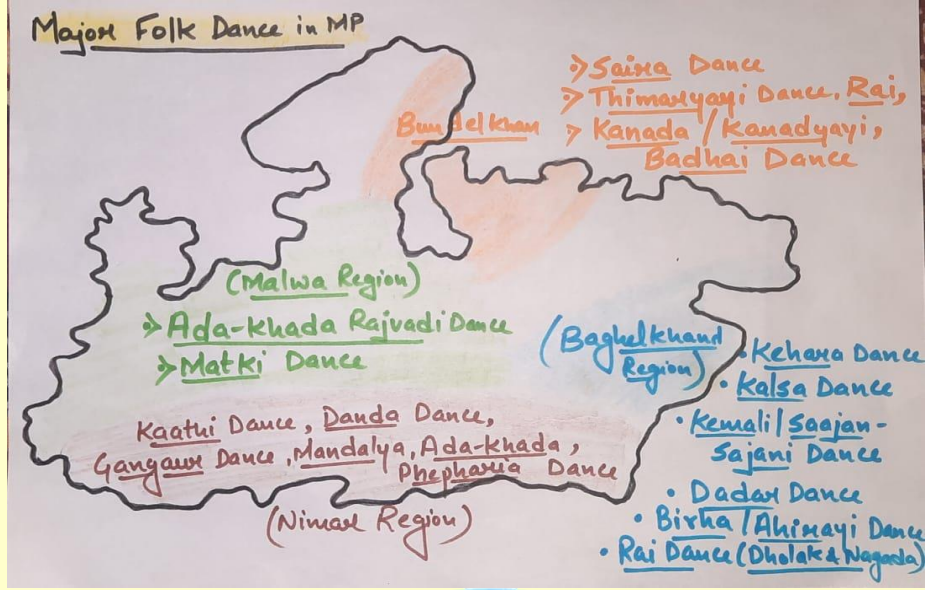 Major Folk Dance in MP
Bundelkhan
> Saira Dance
> Thimaryayi Dance, Rai,
> Kanada / Kanadyayi,
Badhai Dance
(Malwa Region)
> Ada-Khada Rajvadi Dance
> Matki Dance
(Baghelkhand
Region)
• Kehara Dance
• Kalsa Dance
• Kemali / Saajan-
Sajani Dance
• Dadar Dance
• Birha / Ahirayi Dance
• Rai Dance (Dholak & Nagada)
Kaathi Dance, Danda Dance,
Gangaur Dance, Mandalya, Ada-khada,
Phepharia Dance
(Nimar Region)